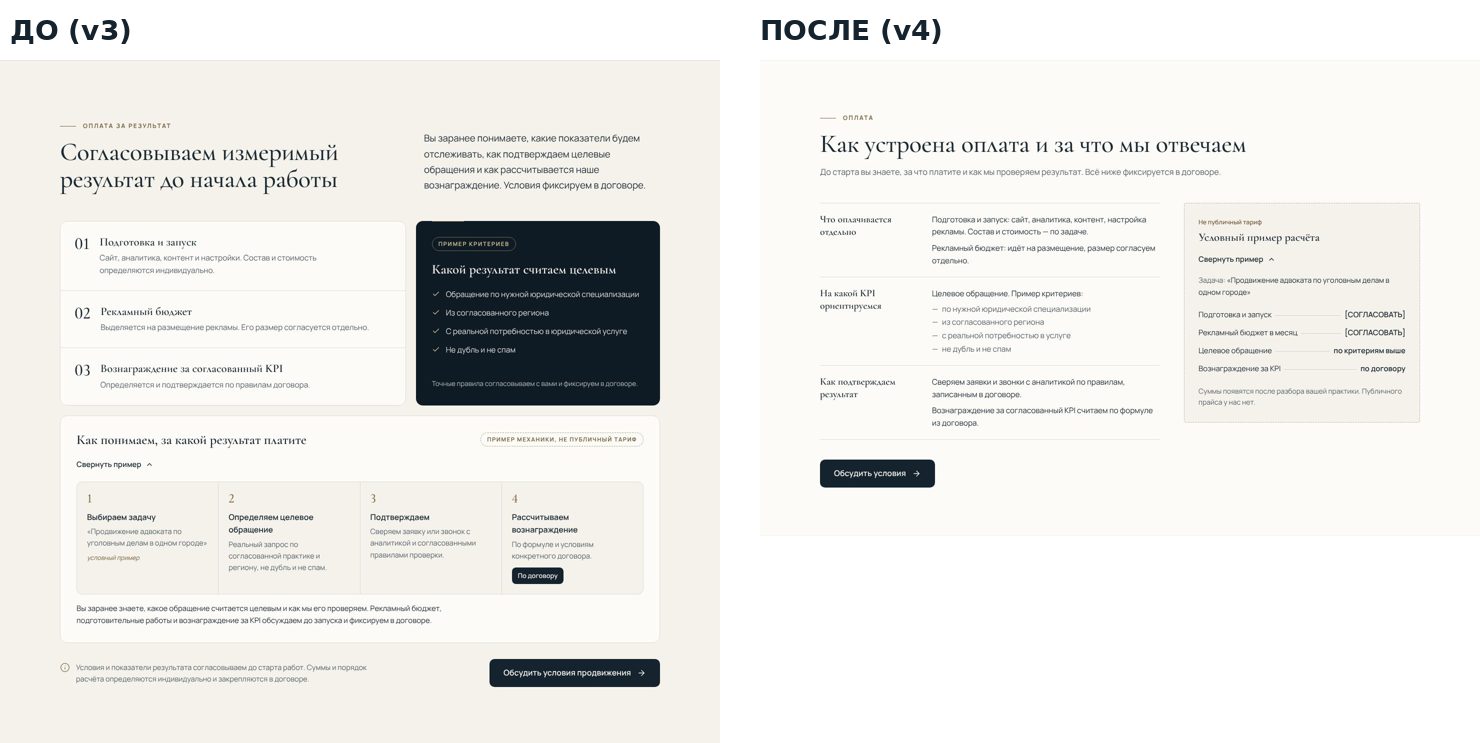 ДО (v3)
ОПЛАТА ЗА РЕЗУЛЬТАТ
Согласовываем измеримый
результат до начала работы
Вы заранее понимаете, какие показатели будем
отслеживать, как подтверждаем целевые
обращения и как рассчитывается наше
вознаграждение. Условия фиксируем в договоре.
01 Подготовка и запуск
Сайт, аналитика, контент и настройки. Состав и стоимость
определяются индивидуально.
02 Рекламный бюджет
Выделяется на размещение рекламы. Его размер согласуется отдельно.
03 Вознаграждение за согласованный KPI
Определяется и подтверждается по правилам договора.
ПРИМЕР КРИТЕРИЕВ
Какой результат считаем целевым
Обращение по нужной юридической специализации
Из согласованного региона
С реальной потребностью в юридической услуге
Не дубль и не спам
Точные правила согласовываем с вами и фиксируем в договоре.
Как понимаем, за какой результат платите
ПРИМЕР МЕХАНИКИ, НЕ ПУБЛИЧНЫЙ ТАРИФ
Свернуть пример
1
Выбираем задачу
«Продвижение адвоката по
уголовным делам в одном городе»
условный пример
2
Определяем целевое
обращение
Реальный запрос по
согласованной практике и
региону, не дубль и не спам.
3
Подтверждаем
Сверяем заявку или звонок с
аналитикой и согласованными
правилами проверки.
4
Рассчитываем
вознаграждение
По формуле и условиям
конкретного договора.
По договору
Вы заранее знаете, какое обращение считается целевым и как мы его проверяем. Рекламный бюджет,
подготовительные работы и вознаграждение за KPI обсуждаем до запуска и фиксируем в договоре.
Условия и показатели результата согласовываем до старта работ. Суммы и порядок
расчёта определяются индивидуально и закрепляются в договоре.
Обсудить условия продвижения →
ПОСЛЕ (v4)
ОПЛАТА
Как устроена оплата и за что мы отвечаем
До старта вы знаете, за что платите и как мы проверяем результат. Всё ниже фиксируется в договоре.
Что оплачивается
отдельно
Подготовка и запуск: сайт, аналитика, контент, настройка
рекламы. Состав и стоимость — по задаче.
Рекламный бюджет: идёт на размещение, размер согласуем
отдельно.
На какой KPI
ориентируемся
Целевое обращение. Пример критериев:
— по нужной юридической специализации
— из согласованного региона
— с реальной потребностью в услуге
— не дубль и не спам
Как подтверждаем
результат
Сверяем заявки и звонки с аналитикой по правилам,
записанным в договоре.
Вознаграждение за согласованный KPI считаем по формуле
из договора.
Обсудить условия →
Не публичный тариф
Условный пример расчёта
Свернуть пример
Задача: «Продвижение адвоката по уголовным делам в
одном городе»
Подготовка и запуск [СОГЛАСОВАТЬ]
Рекламный бюджет в месяц [СОГЛАСОВАТЬ]
Целевое обращение по критериям выше
Вознаграждение за KPI по договору
Суммы появятся после разбора вашей практики. Публичного
прайса у нас нет.